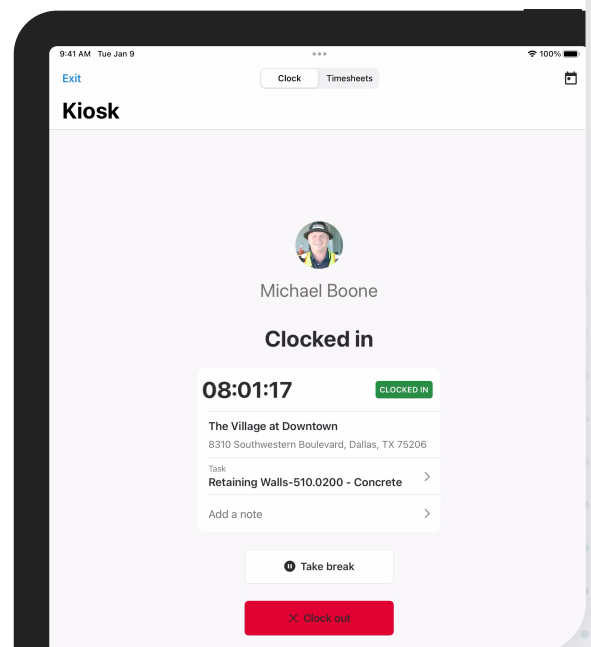 9:41 AM Tue Jan 9
100%
Exit
Clock Timesheets
Kiosk
Michael Boone
Clocked in
08:01:17 CLOCKED IN
The Village at Downtown
8310 Southwestern Boulevard, Dallas, TX 75206
Task
Retaining Walls-510.0200 - Concrete
Add a note
Take break
Clock out